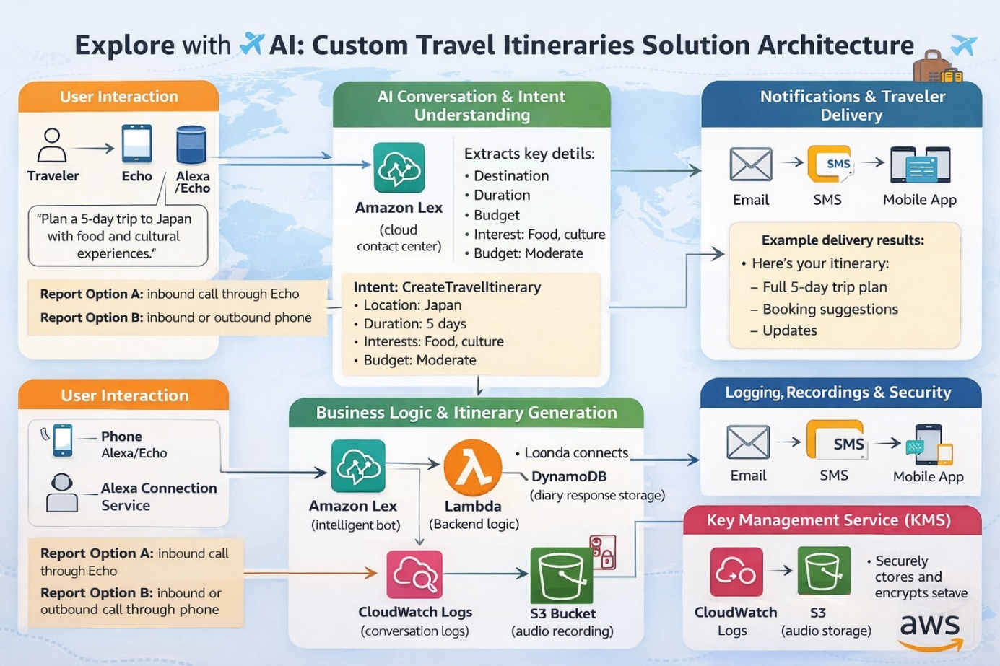 Explore with AI: Custom Travel Itineraries Solution Architecture
User Interaction
Traveler
Echo
Alexa
/Echo
“Plan a 5-day trip to Japan
with food and cultural
experiences.”
Report Option A: inbound call through Echo
Report Option B: inbound or outbound phone
AI Conversation & Intent
Understanding
Amazon Lex
(cloud
contact center)
Extracts key detils:
• Destination
• Duration
• Budget
• Interest: Food, culture
• Budget: Moderate
Intent: CreateTravelItinerary
• Location: Japan
• Duration: 5 days
• Interests: Food, culture
• Budget: Moderate
Notifications & Traveler
Delivery
SMS
Email
SMS
Mobile App
Example delivery results:
• Here's your itinerary:
– Full 5-day trip plan
– Booking suggestions
– Updates
User Interaction
Phone
Alexa/Echo
Alexa Connection
Service
Report Option A: inbound call
through Echo
Report Option B: inbound or
outbound call through phone
Business Logic & Itinerary Generation
Amazon Lex
(intelligent bot)
λ
Lambda
(Backend logic)
• Loonda connects
DynamoDB
(diary response storage)
CloudWatch Logs
(conversation logs)
S3 Bucket
(audio recording)
Logging, Recordings & Security
SMS
Email
SMS
Mobile App
Key Management Service (KMS)
CloudWatch
Logs
S3
(audio storage)
• Securely
ctores and
encrypts setave
aws